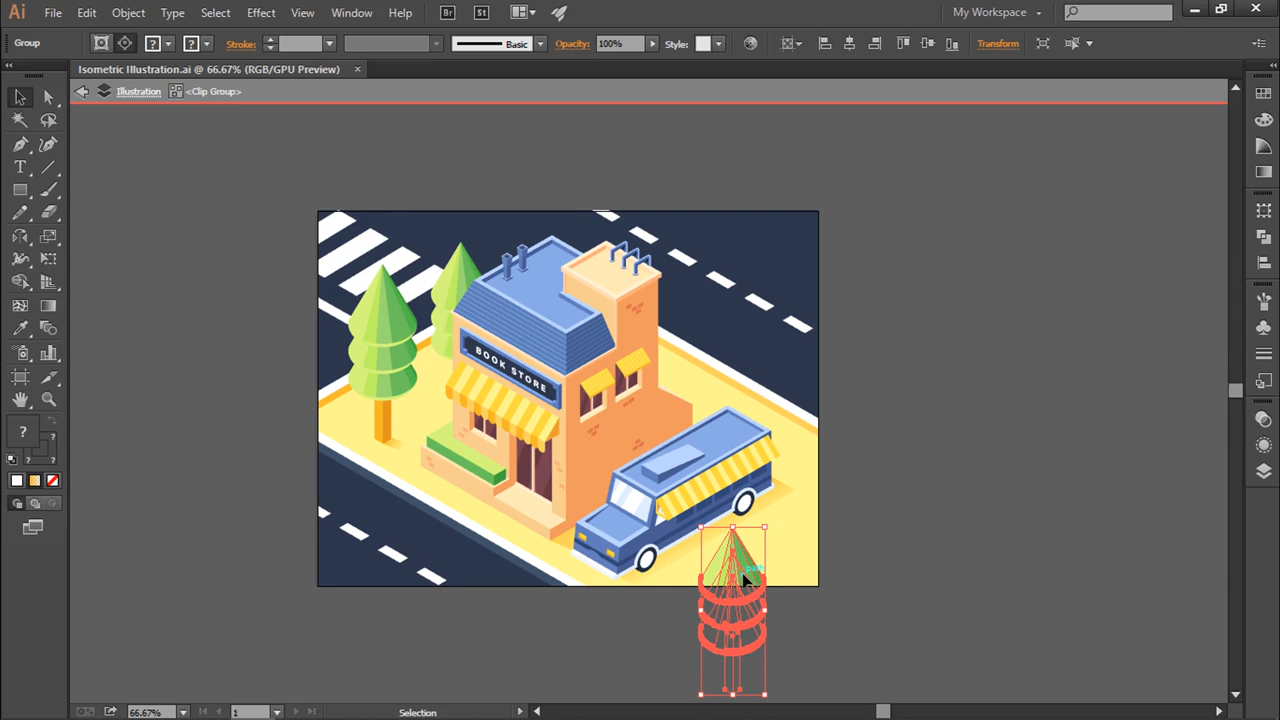 Ai File Edit Object Type Select Effect View Window Help Br St My Workspace
Group ? ? Stroke: Basic Opacity: 100% Style: Transform
Isometric Illustration.ai @ 66.67% (RGB/GPU Preview) ×
Illustration <Clip Group>
BOOK STORE
path
T
?
?
? ?
66.67% 1 Selection